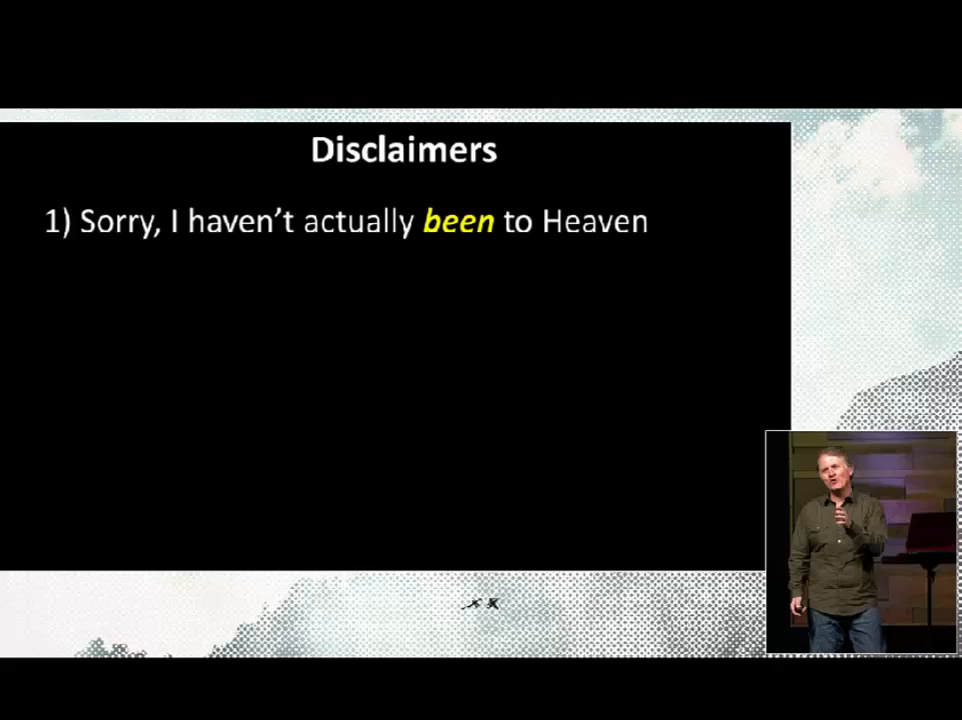 Disclaimers
1) Sorry, I haven’t actually been to Heaven